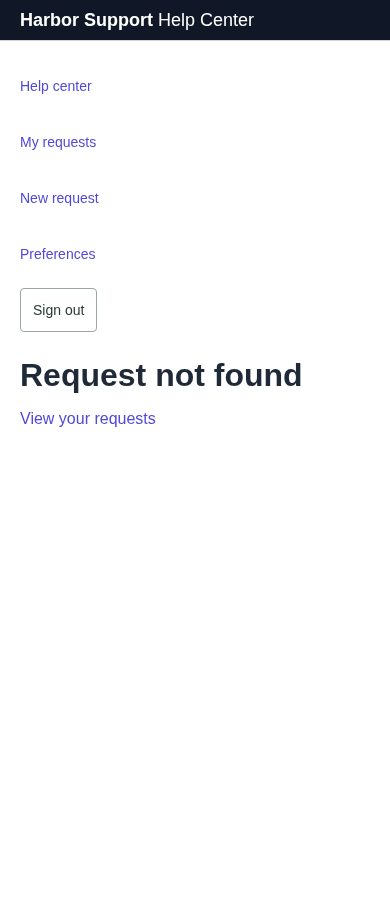 Harbor Support Help Center
Help center
My requests
New request
Preferences
Sign out
Request not found
View your requests